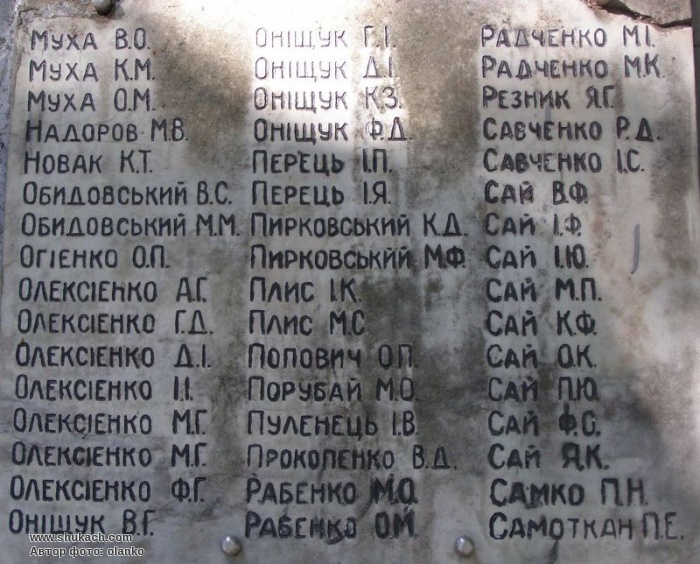 Муха В.О.
Муха К.М.
Муха О.М.
Надоров М.В.
Новак К.Т.
Обидовський В.С.
Обидовський М.М.
Огієнко О.П.
Олексієнко А.Г.
Олексієнко Г.Д.
Олексієнко Д.І.
Олексієнко І.І.
Олексієнко М.Г.
Олексієнко М.Г.
Олексієнко Ф.Г.
Оніщук В.Г.
Оніщук Г.І.
Оніщук Д.І.
Оніщук К.З.
Оніщук Ф.Д.
Перець І.П.
Перець І.Я.
Пирковський К.Д.
Пирковський М.Ф.
Плис І.К.
Плис М.С
Попович О.П.
Порубай М.О.
Пуленець І.В.
Прокопенко В.Д.
Рабенко М.О.
Рабенко О.М.
Радченко М.І.
Радченко М.К.
Резник Я.Г.
Савченко Р.Д.
Савченко І.С.
Сай В.Ф.
Сай І.Ф.
Сай І.Ю.
Сай М.П.
Сай К.Ф.
Сай О.К.
Сай П.Ю.
Сай Ф.С.
Сай Я.К.
Самко П.Н.
Самоткан П.Е.
www.shukach.com
Автор фото: olanko